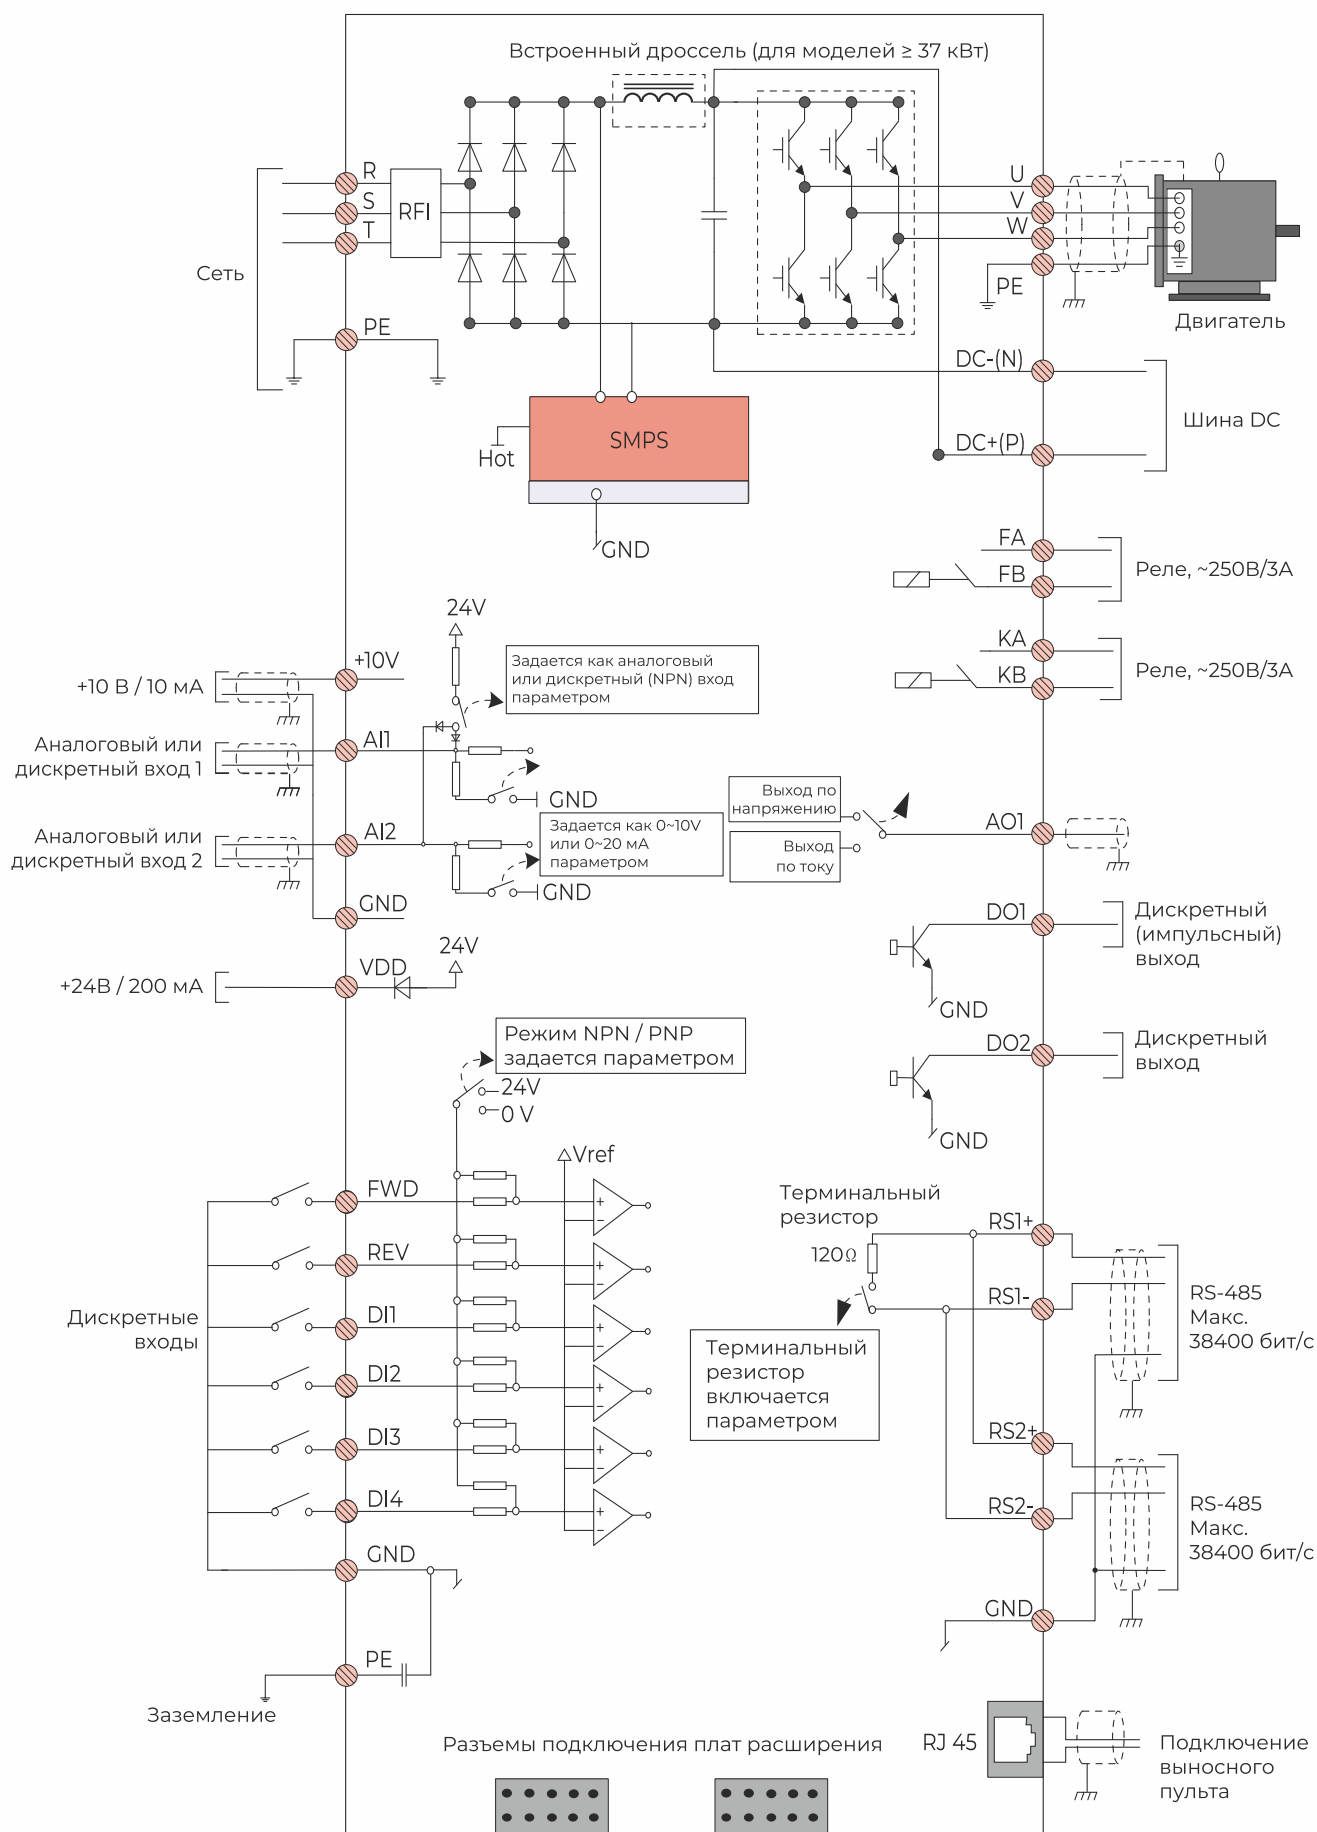 Встроенный дроссель (для моделей ≥ 37 кВт)
R
S
T
RFI
Сеть
PE
U
V
W
PE
Двигатель
DC-(N)
DC+(P)
Шина DC
SMPS
Hot
GND
FA
FB
Реле, ~250В/3А
KA
KB
Реле, ~250В/3А
24V
+10V
+10 В / 10 мА
Задается как аналоговый
или дискретный (NPN) вход
параметром
Аналоговый или
дискретный вход 1
AI1
GND
Аналоговый или
дискретный вход 2
AI2
Задается как 0~10V
или 0~20 мА
параметром
GND
GND
Выход по
напряжению
Выход
по току
AO1
DO1
Дискретный
(импульсный)
выход
GND
+24В / 200 мА
VDD
24V
DO2
Дискретный
выход
GND
Режим NPN / PNP
задается параметром
24V
0 V
Vref
Дискретные
входы
FWD
+
−
REV
+
−
DI1
+
−
DI2
+
−
DI3
+
−
DI4
+
−
GND
PE
Заземление
Терминальный
резистор
120Ω
RS1+
RS1-
Терминальный
резистор
включается
параметром
RS-485
Макс.
38400 бит/с
RS2+
RS2-
RS-485
Макс.
38400 бит/с
GND
RJ 45
Подключение
выносного
пульта
Разъемы подключения плат расширения